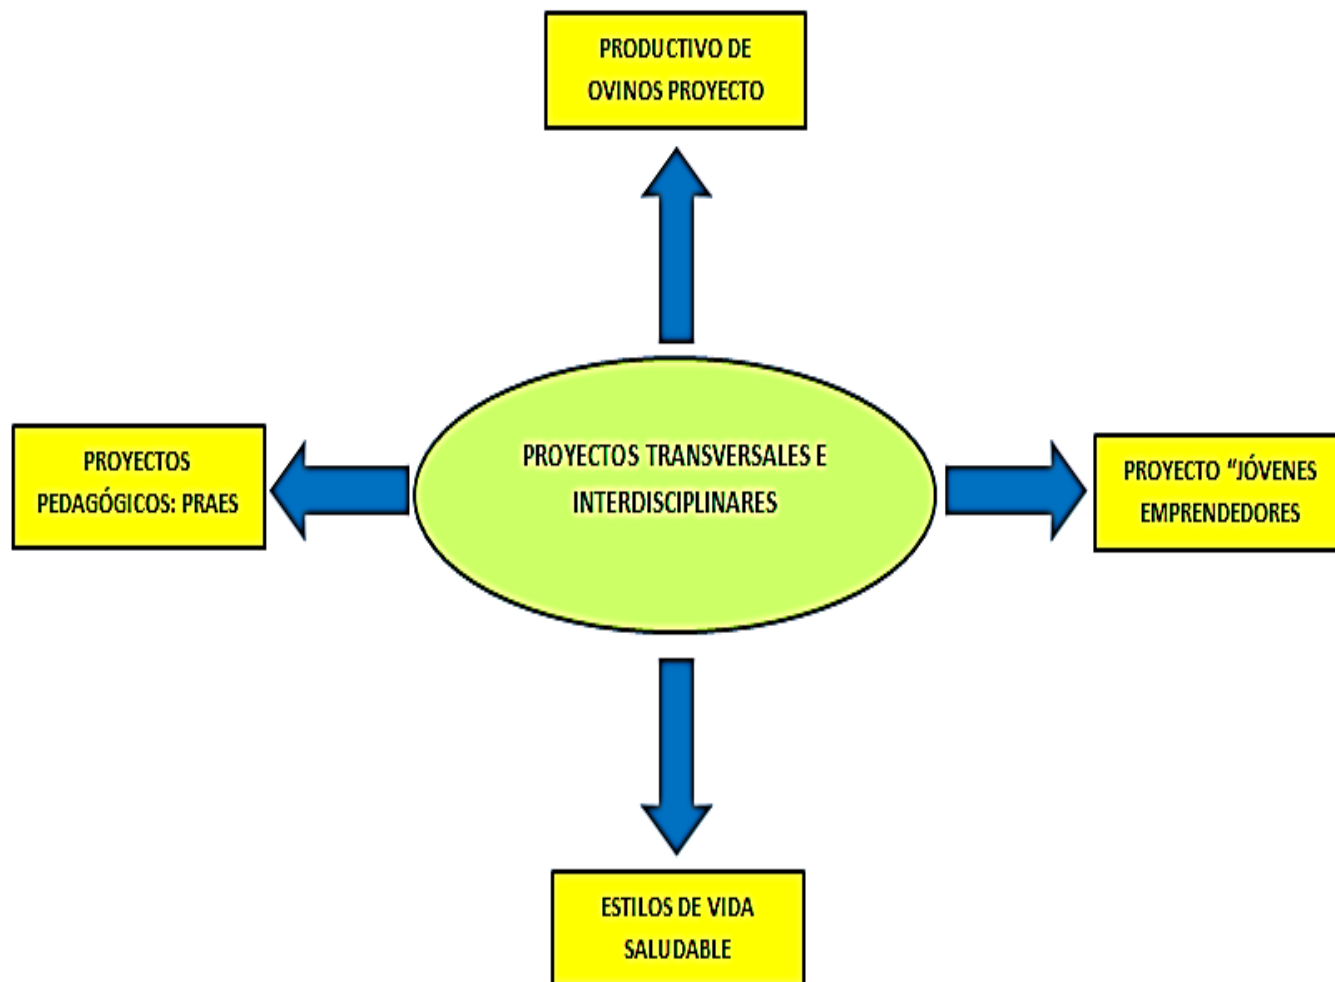 PRODUCTIVO DE
OVINOS PROYECTO
PROYECTOS TRANSVERSALES E
INTERDISCIPLINARES
PROYECTOS
PEDAGÓGICOS: PRAES
PROYECTO “JÓVENES
EMPRENDEDORES
ESTILOS DE VIDA
SALUDABLE